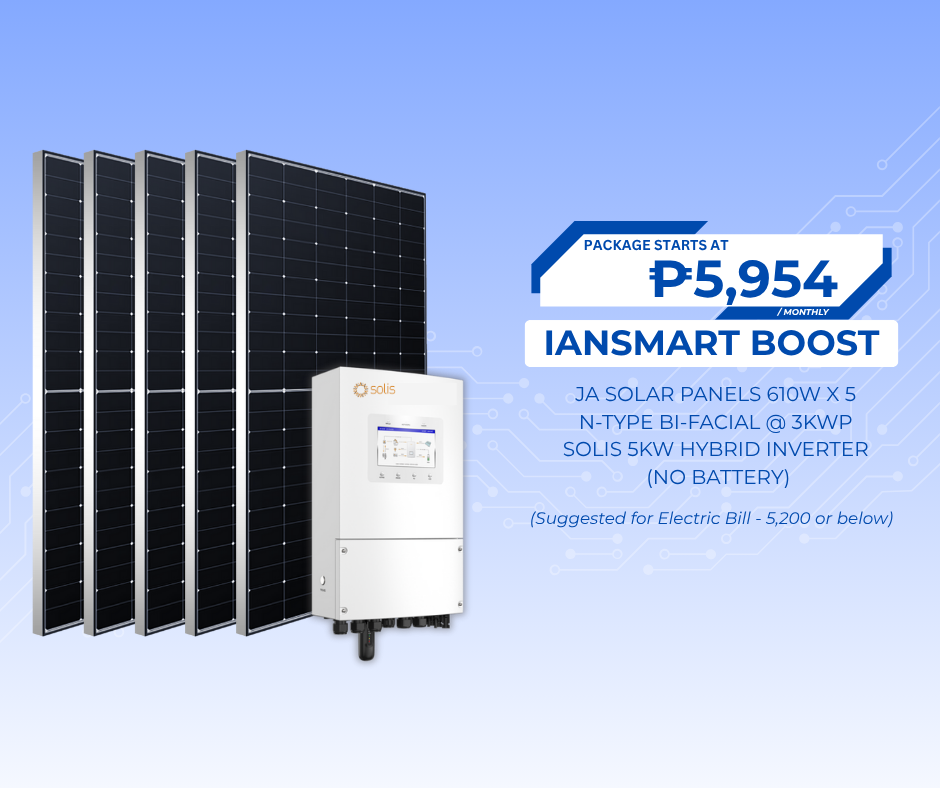 solis
PACKAGE STARTS AT
₱5,954
/ MONTHLY
IANSMART BOOST
JA SOLAR PANELS 610W X 5
N-TYPE BI-FACIAL @ 3KWP
SOLIS 5KW HYBRID INVERTER
(NO BATTERY)
(Suggested for Electric Bill - 5,200 or below)